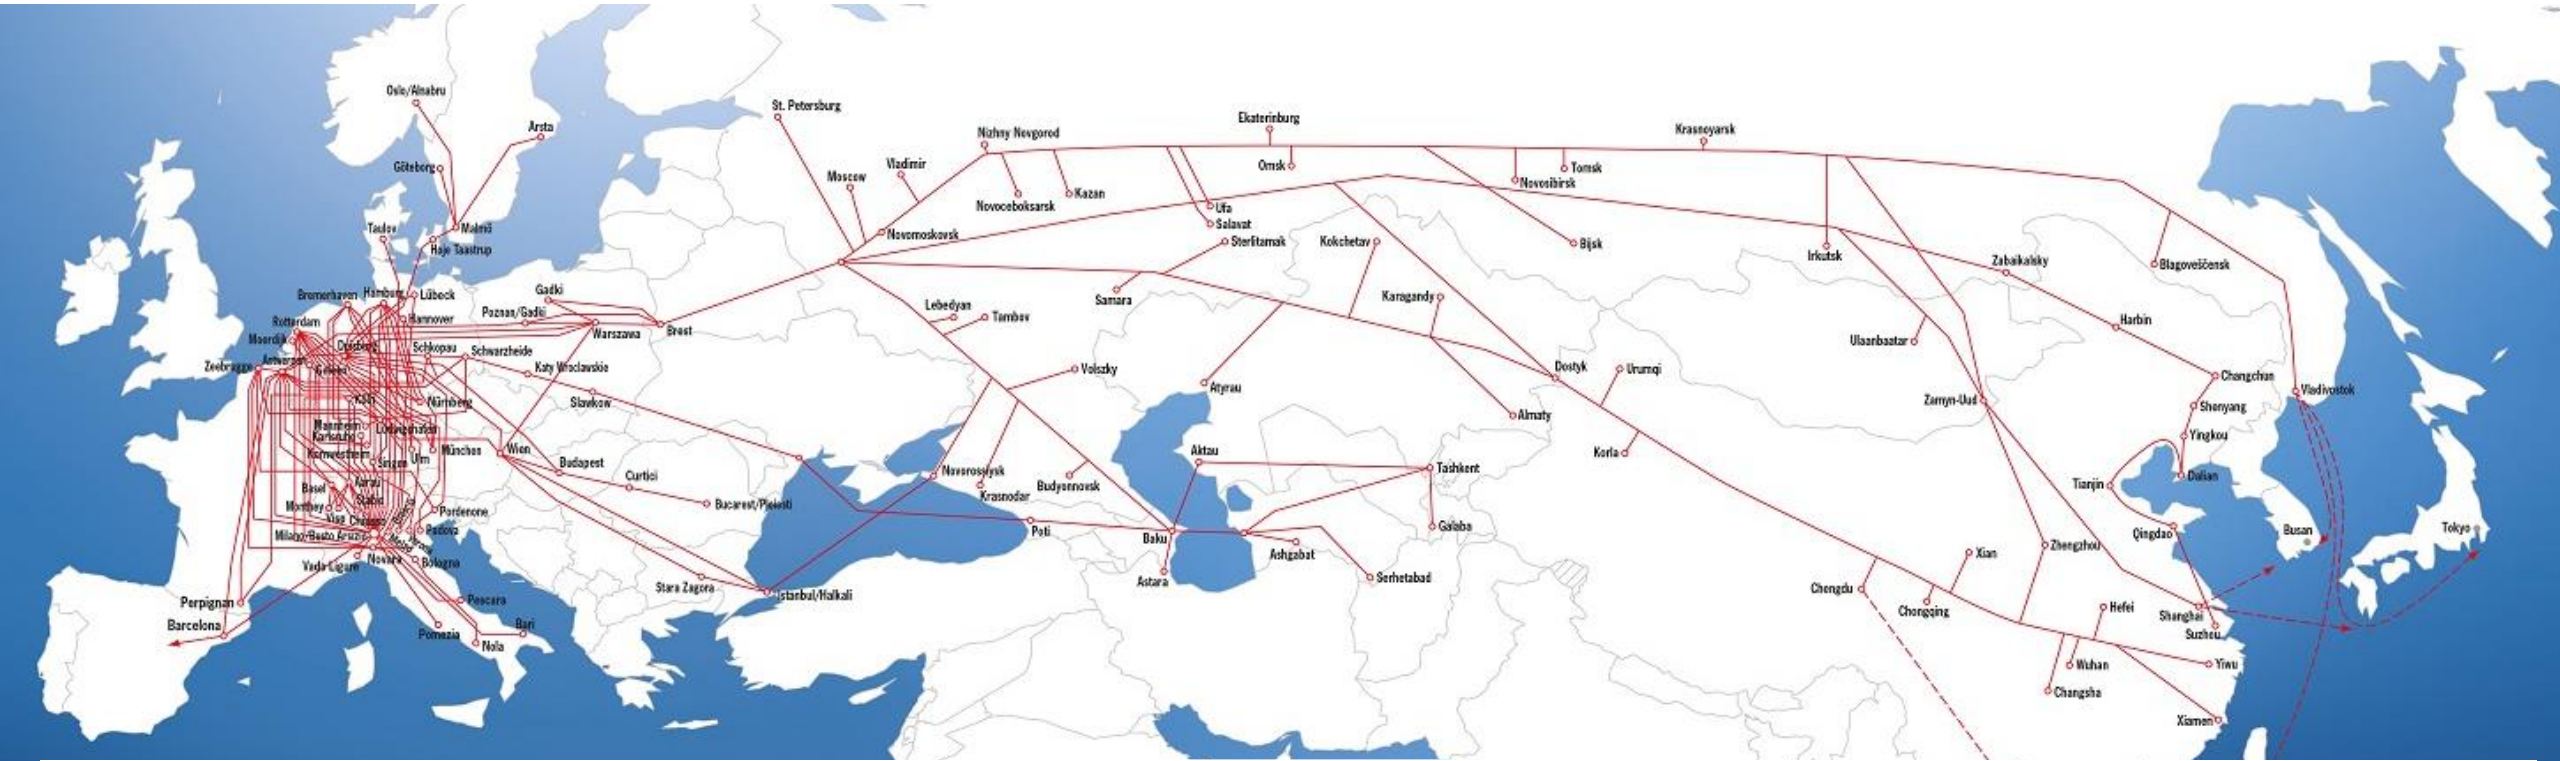 Oslo/Alnabru
Arsta
Göteborg
Taulov
Malmö
Høje Taastrup
Bremerhaven
Hamburg
Lübeck
Hannover
Rotterdam
Moerdijk
Zeebrugge
Antwerpen
Duisburg
Köln
Schkopau
Schwarzheide
Gadki
Poznan/Gadki
Warszawa
Brest
Katy Wroclawskie
Slawkow
Nürnberg
Mannheim
Ludwigshafen
Karlsruhe
Kornwestheim
Singen
Ulm
München
Wien
Budapest
Curtici
Bucarest/Ploiesti
Basel
Aarau
Stabio
Monthey
Visp
Chiasso
Milano/Busto Arsizio
Novara
Vada Ligure
Pordenone
Padova
Bologna
Perpignan
Barcelona
Pescara
Pomezia
Nola
Bari
Stara Zagora
Istanbul/Halkali
St. Petersburg
Moscow
Vladimir
Nizhny Novgorod
Novomoskovsk
Novoceboksarsk
Kazan
Ekaterinburg
Omsk
Ufa
Salavat
Sterlitamak
Samara
Lebedyan
Tambov
Volszky
Novorossiysk
Krasnodar
Budyonnovsk
Poti
Baku
Astara
Atyrau
Aktau
Ashgabat
Serhetabad
Tashkent
Galaba
Kokchetav
Karagandy
Almaty
Dostyk
Urumqi
Korla
Novosibirsk
Tomsk
Krasnoyarsk
Bijsk
Irkutsk
Ulaanbaatar
Zamyn-Uud
Zabaikalsky
Blagoveščensk
Harbin
Changchun
Shenyang
Yingkou
Dalian
Vladivostok
Tianjin
Qingdao
Busan
Tokyo
Zhengzhou
Xian
Chengdu
Chongqing
Hefei
Shanghai
Suzhou
Wuhan
Changsha
Yiwu
Xiamen